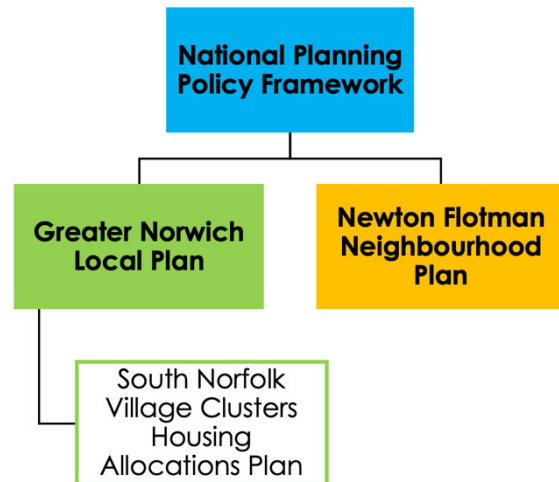 National Planning
Policy Framework
Greater Norwich
Local Plan
Newton Flotman
Neighbourhood
Plan
South Norfolk
Village Clusters
Housing
Allocations Plan